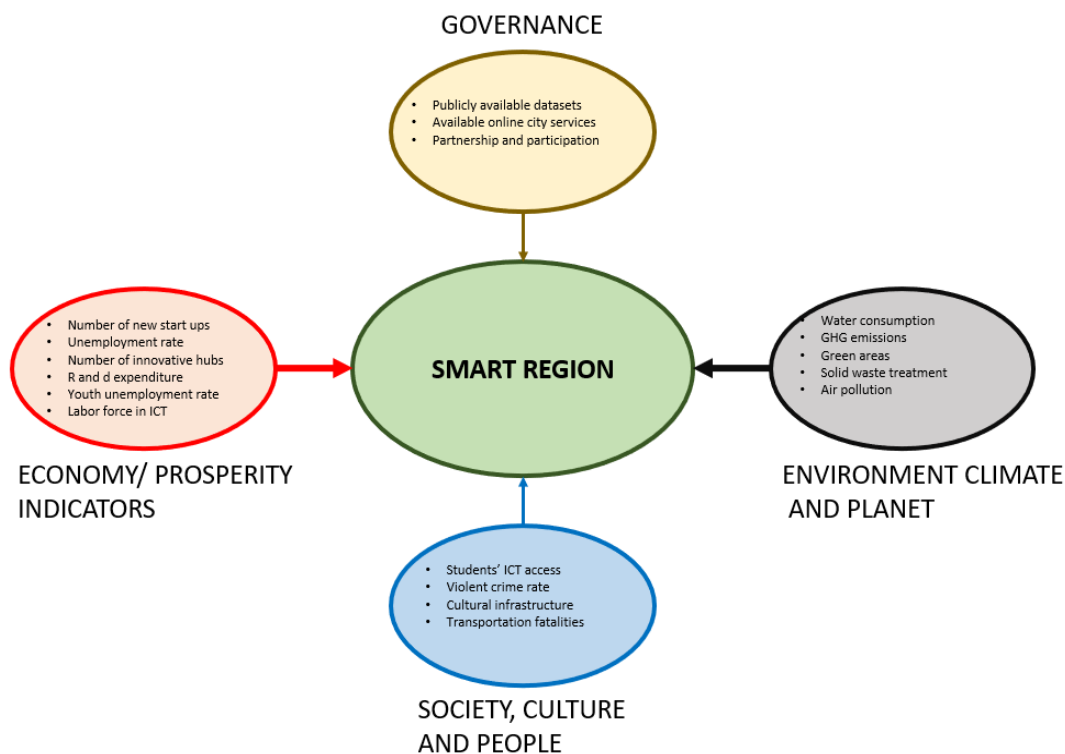 GOVERNANCE
• Publicly available datasets
• Available online city services
• Partnership and participation
• Number of new start ups
• Unemployment rate
• Number of innovative hubs
• R and d expenditure
• Youth unemployment rate
• Labor force in ICT
ECONOMY/ PROSPERITY
INDICATORS
SMART REGION
• Water consumption
• GHG emissions
• Green areas
• Solid waste treatment
• Air pollution
ENVIRONMENT CLIMATE
AND PLANET
• Students’ ICT access
• Violent crime rate
• Cultural infrastructure
• Transportation fatalities
SOCIETY, CULTURE
AND PEOPLE